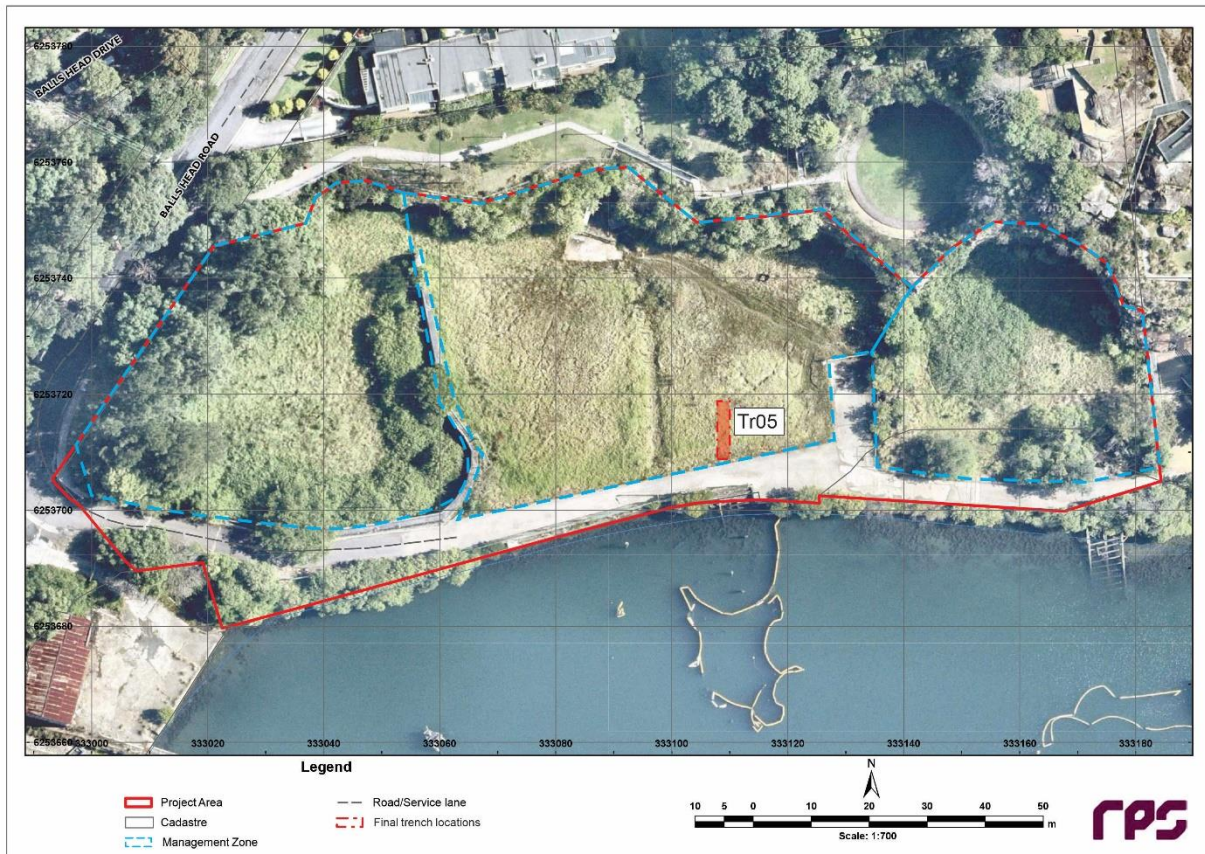 6253780
BALLS HEAD DRIVE
BALLS HEAD ROAD
6253760
6253740
6253720
Tr05
6253700
6253680
6253660
333000
333020
333040
333060
333080
333100
333120
333140
333160
333180
Legend
Project Area
Cadastre
Management Zone
Road/Service lane
Final trench locations
N
10 5 0 10 20 30 40 50
m
Scale: 1:700
rps